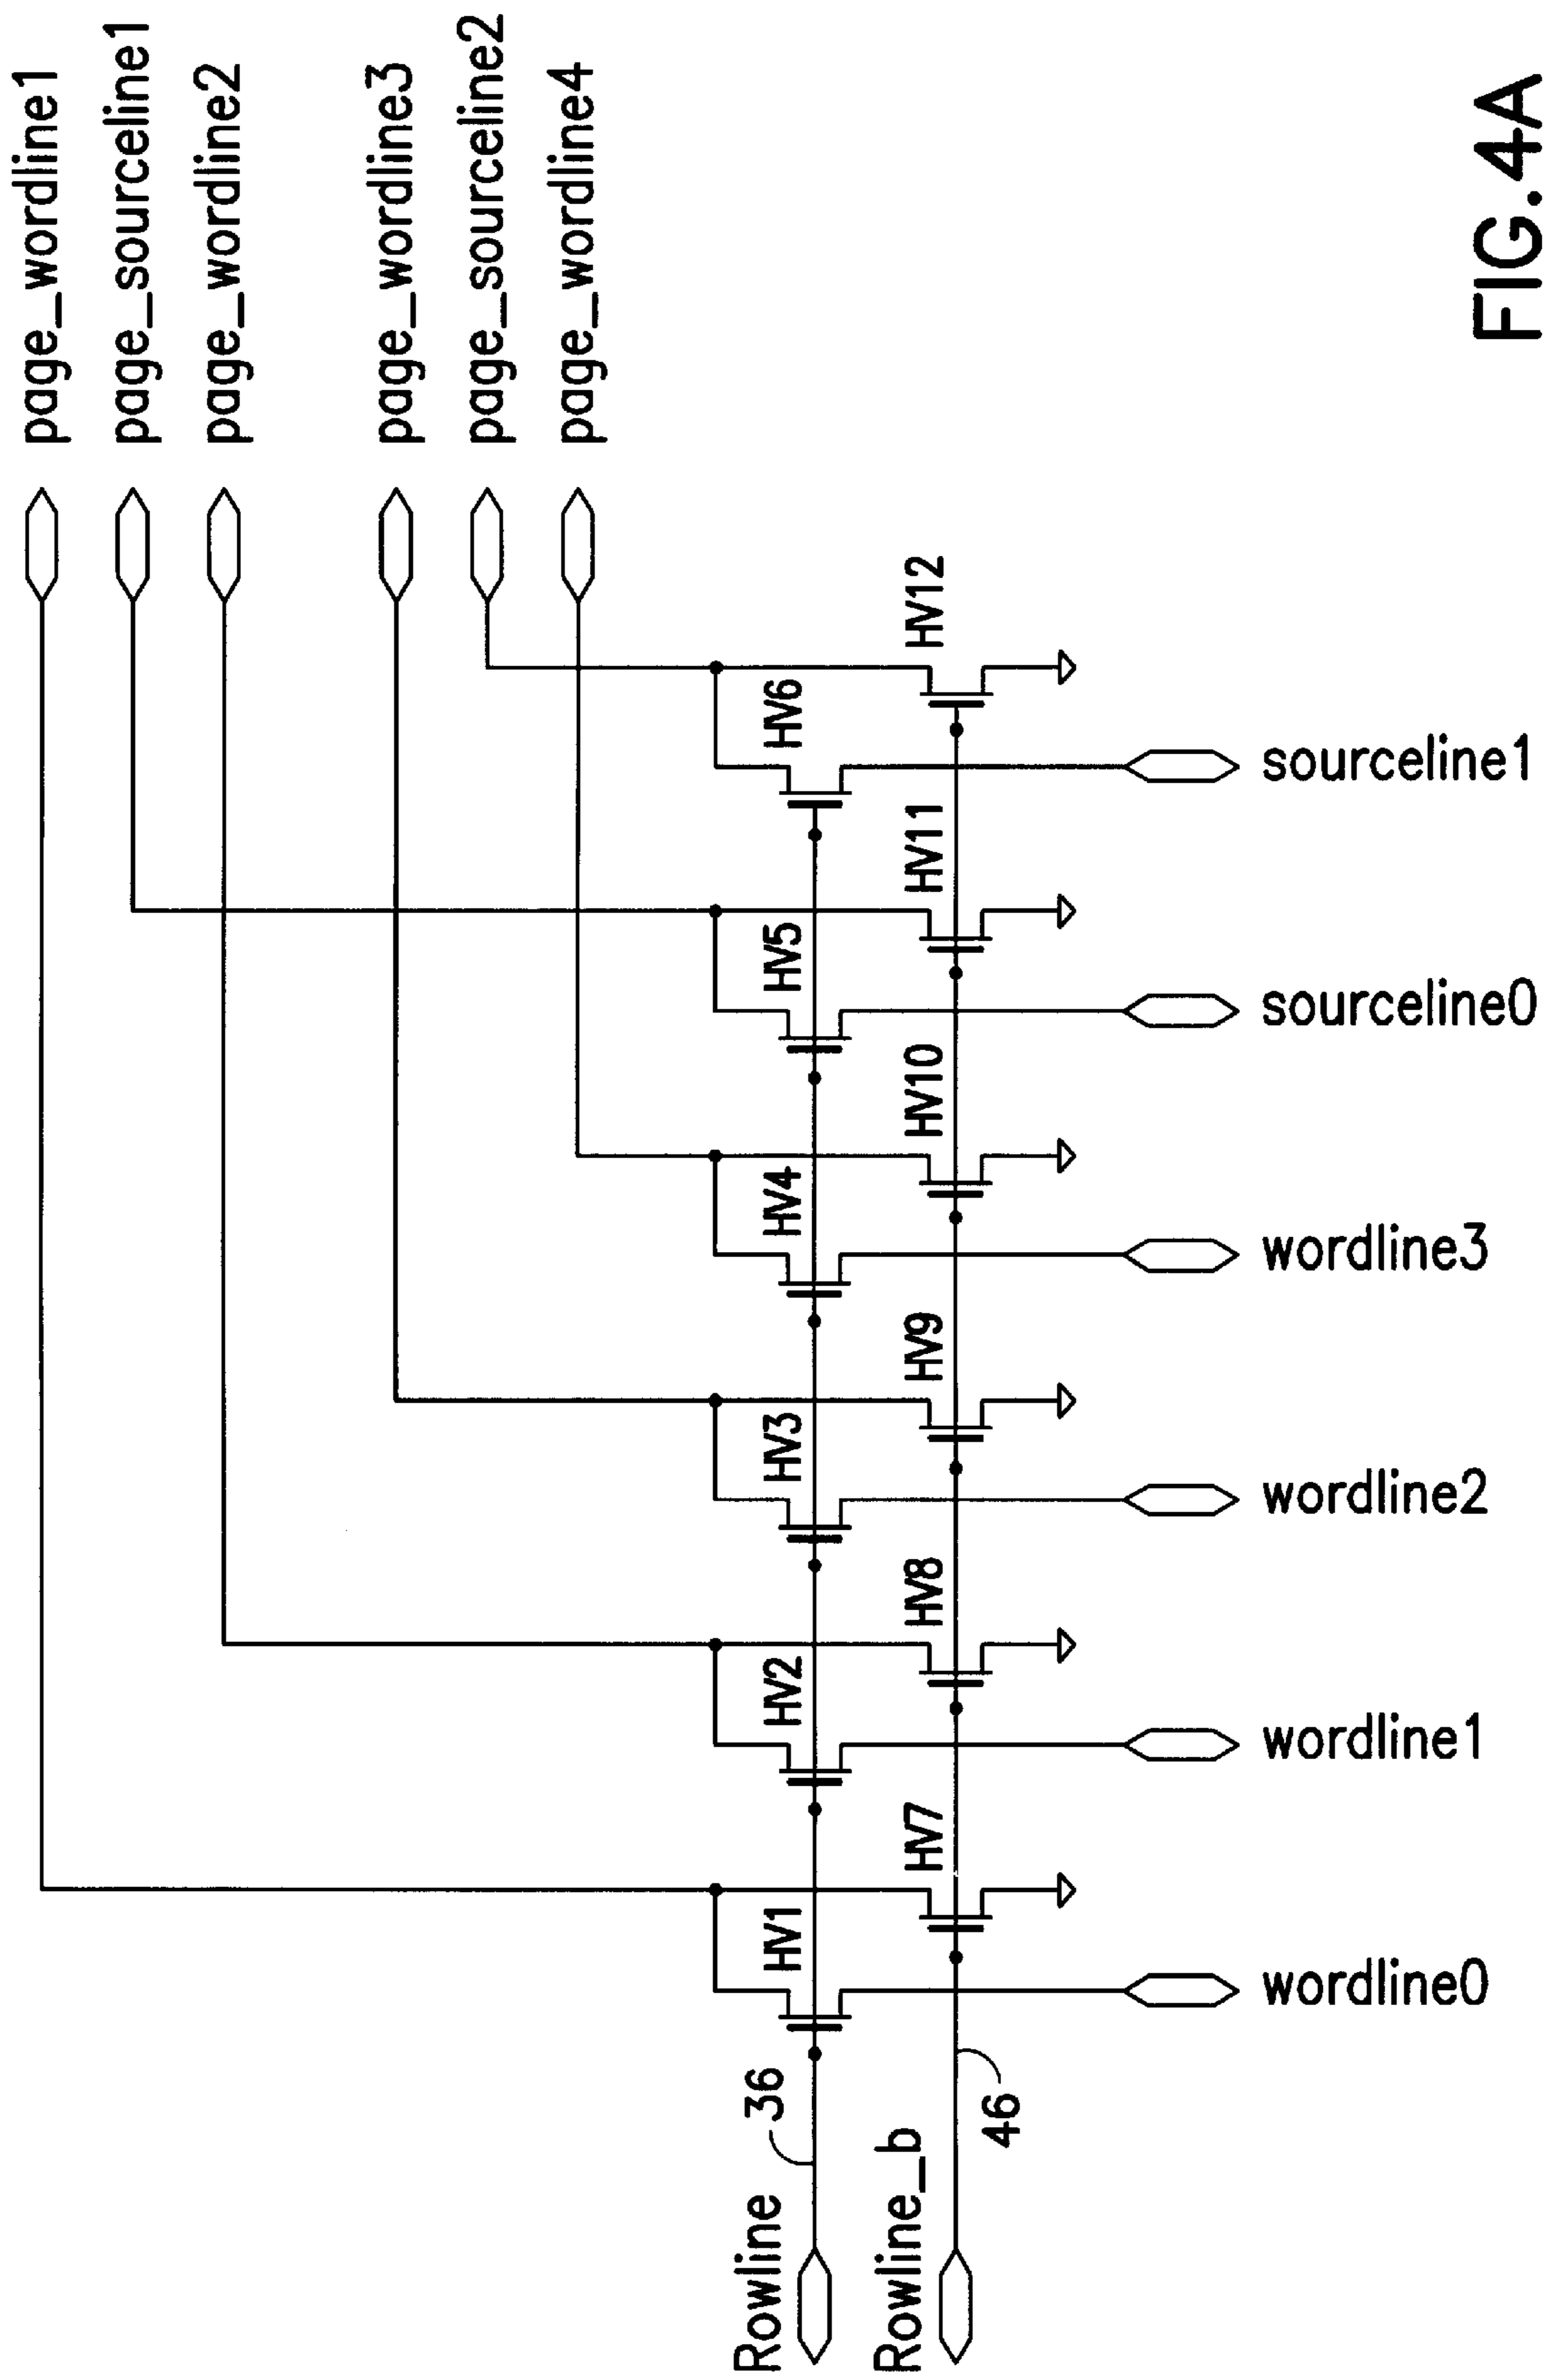 page_wordline1
page_sourceline1
page_wordline2
page_wordline3
page_sourceline2
page_wordline4
HV1
HV2
HV3
HV4
HV5
HV6
HV7
HV8
HV9
HV10
HV11
HV12
Rowline
36
Rowline_b
46
wordline0
wordline1
wordline2
wordline3
sourceline0
sourceline1
FIG.4A